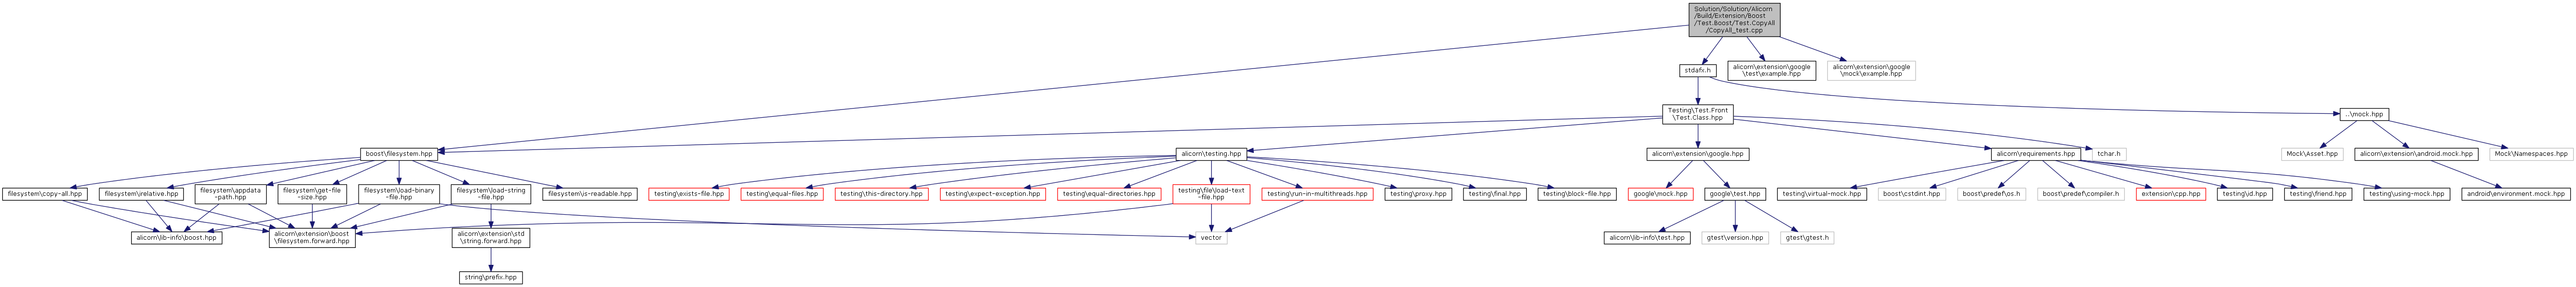 Solution/Solution/Alicorn
/Build/Extension/Boost
/Test.Boost/Test.CopyAll
/CopyAll_test.cpp
stdafx.h
alicorn\extension\google
\test\example.hpp
alicorn\extension\google
\mock\example.hpp
Testing\Test.Front
\Test.Class.hpp
..\mock.hpp
boost\filesystem.hpp
alicorn\testing.hpp
alicorn\extension\google.hpp
alicorn\requirements.hpp
tchar.h
Mock\Asset.hpp
alicorn\extension\android.mock.hpp
Mock\Namespaces.hpp
filesystem\copy-all.hpp
filesystem\relative.hpp
filesystem\appdata
-path.hpp
filesystem\get-file
-size.hpp
filesystem\load-binary
-file.hpp
filesystem\load-string
-file.hpp
filesystem\is-readable.hpp
testing\exists-file.hpp
testing\equal-files.hpp
testing\this-directory.hpp
testing\expect-exception.hpp
testing\equal-directories.hpp
testing\file\load-text
-file.hpp
testing\run-in-multithreads.hpp
testing\proxy.hpp
testing\final.hpp
testing\block-file.hpp
google\mock.hpp
google\test.hpp
testing\virtual-mock.hpp
boost\cstdint.hpp
boost\predef\os.h
boost\predef\compiler.h
extension\cpp.hpp
testing\id.hpp
testing\friend.hpp
testing\using-mock.hpp
android\environment.mock.hpp
alicorn\lib-info\boost.hpp
alicorn\extension\boost
\filesystem.forward.hpp
alicorn\extension\std
\string.forward.hpp
vector
alicorn\lib-info\test.hpp
gtest\version.hpp
gtest\gtest.h
string\prefix.hpp